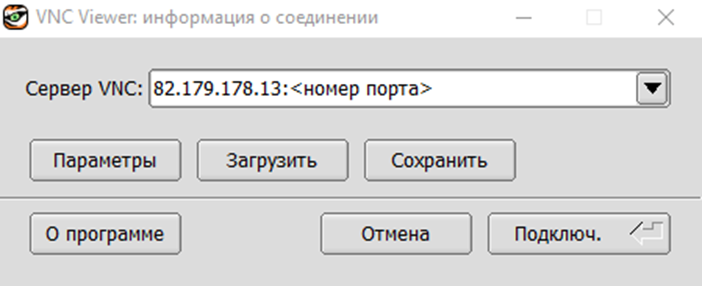 VNC Viewer: информация о соединении
Сервер VNC: 82.179.178.13:<номер порта>
Параметры Загрузить Сохранить
О программе Отмена Подключ.